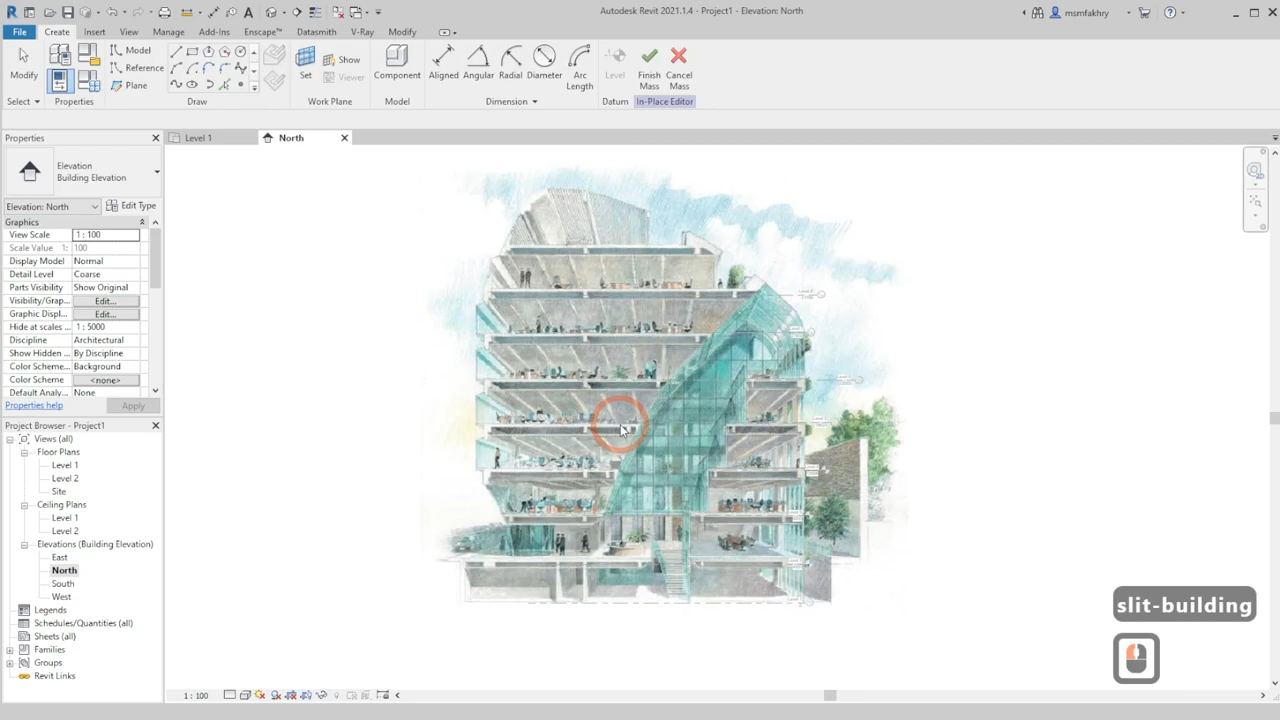 Autodesk Revit 2021.1.4 - Project1 - Elevation: North
msmfakhry
File Create Insert View Manage Add-Ins Enscape™ Datasmith V-Ray Modify
Modify
Model
Reference
Plane
Set
Show
Viewer
Component
Aligned Angular Radial Diameter Arc Length
Level
Finish Mass
Cancel Mass
Select Properties Draw Work Plane Model Dimension Datum In-Place Editor
Properties
Level 1
North
Elevation
Building Elevation
Elevation: North
Edit Type
Graphics
View Scale 1 : 100
Scale Value 1: 100
Display Model Normal
Detail Level Coarse
Parts Visibility Show Original
Visibility/Grap... Edit...
Graphic Displ... Edit...
Hide at scales ... 1 : 5000
Discipline Architectural
Show Hidden ... By Discipline
Color Scheme... Background
Color Scheme <none>
Default Analy... None
Properties help
Apply
Project Browser - Project1
Views (all)
Floor Plans
Level 1
Level 2
Site
Ceiling Plans
Level 1
Level 2
Elevations (Building Elevation)
East
North
South
West
Legends
Schedules/Quantities (all)
Sheets (all)
Families
Groups
Revit Links
slit-building
1 : 100